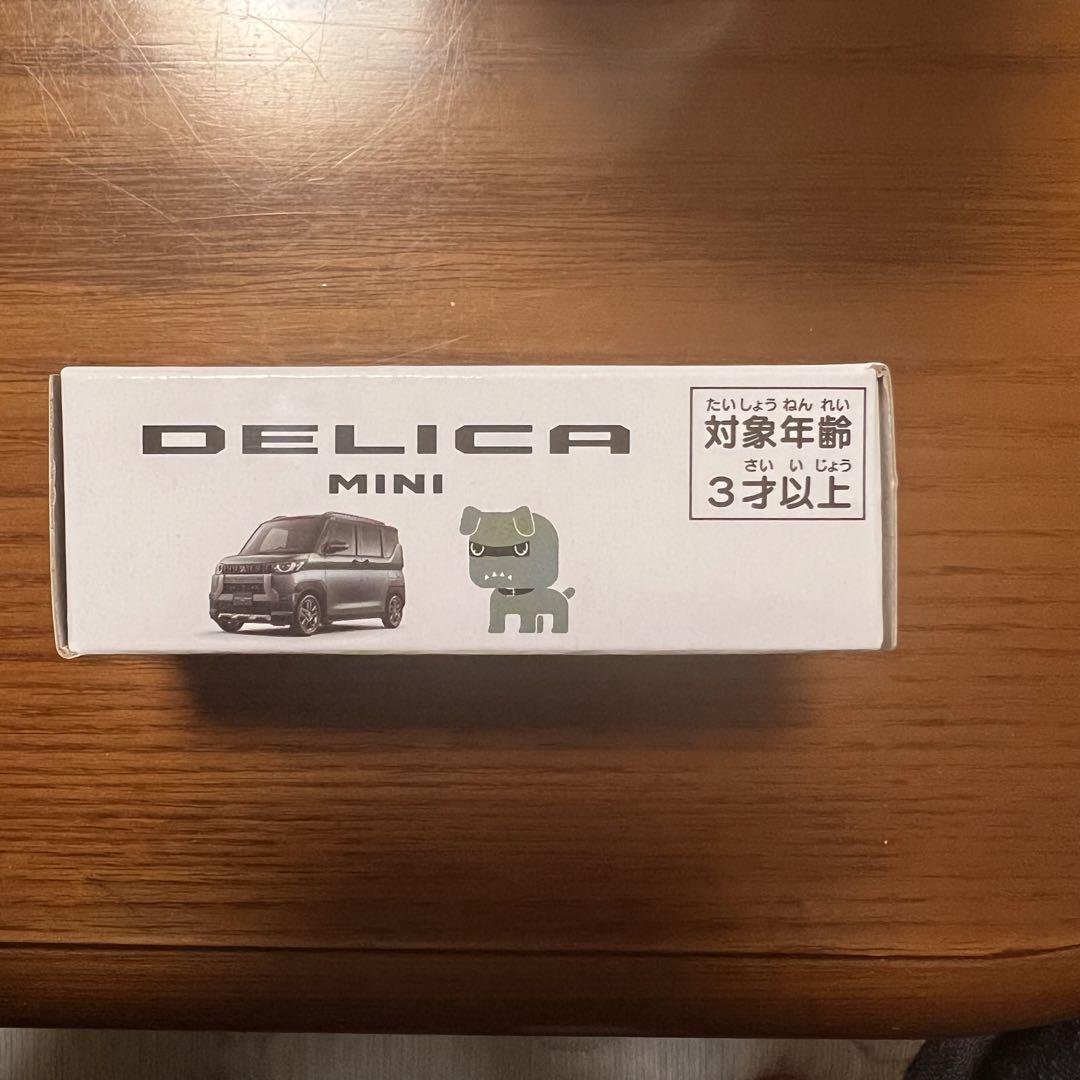 DELICA
MINI
たいしょう ねん れい
対象年齢
さい い じょう
3才以上